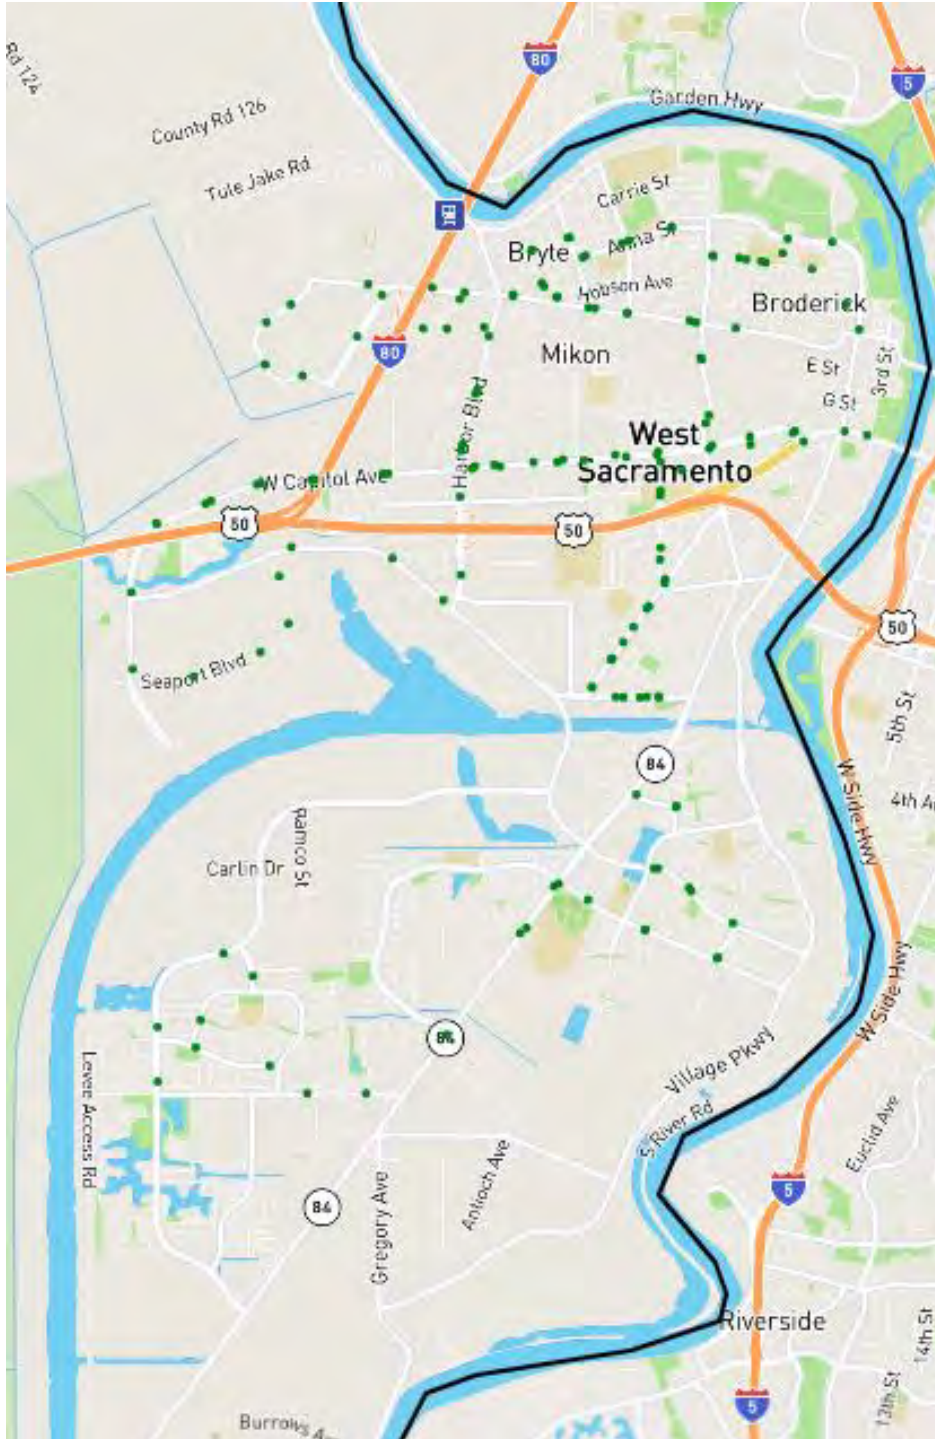 Rd 124
80
5
Garden Hwy
County Rd 126
Tule Jake Rd
Carrie St
Bryte
Anna St
Hobson Ave
Broderick
80
Mikon
E St
3rd St
G St
Harbor Blvd
West
Sacramento
W Capitol Ave
50
50
50
Seaport Blvd
5th St
84
W Side Hwy
4th A
Ramco St
Carlin Dr
W Side Hwy
84
Village Pkwy
Levee Access Rd
S River Rd
Euclid Ave
Antioch Ave
5
84
Gregory Ave
Riverside
14th St
13th St
5
Burrows A